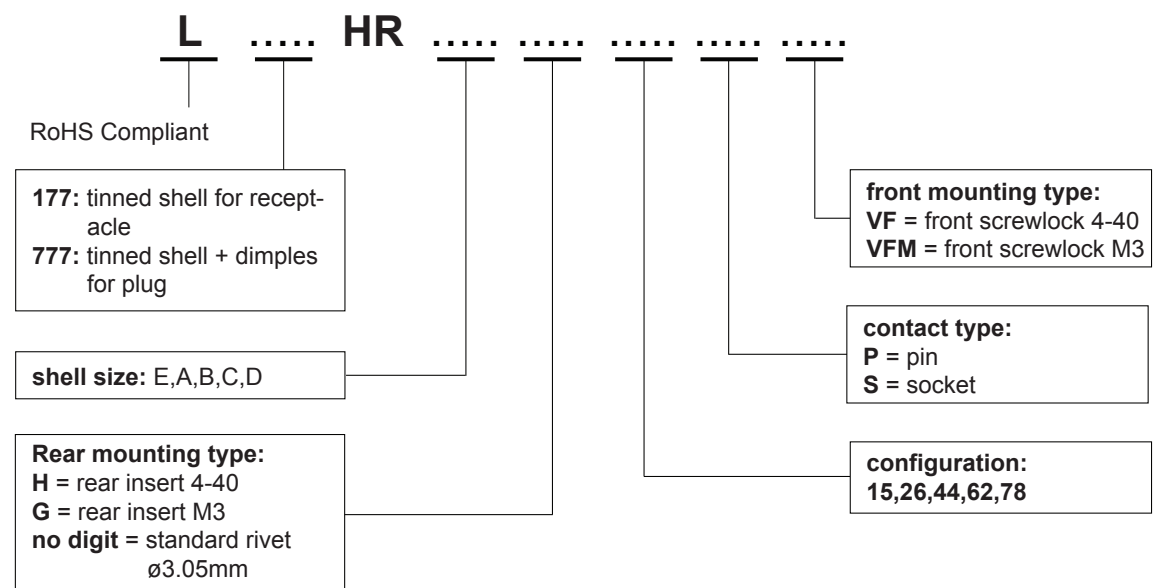 L ..... HR ..... ..... ..... ..... .....
RoHS Compliant
177: tinned shell for recept-
acle
777: tinned shell + dimples
for plug
shell size: E,A,B,C,D
Rear mounting type:
H = rear insert 4-40
G = rear insert M3
no digit = standard rivet
ø3.05mm
front mounting type:
VF = front screwlock 4-40
VFM = front screwlock M3
contact type:
P = pin
S = socket
configuration:
15,26,44,62,78